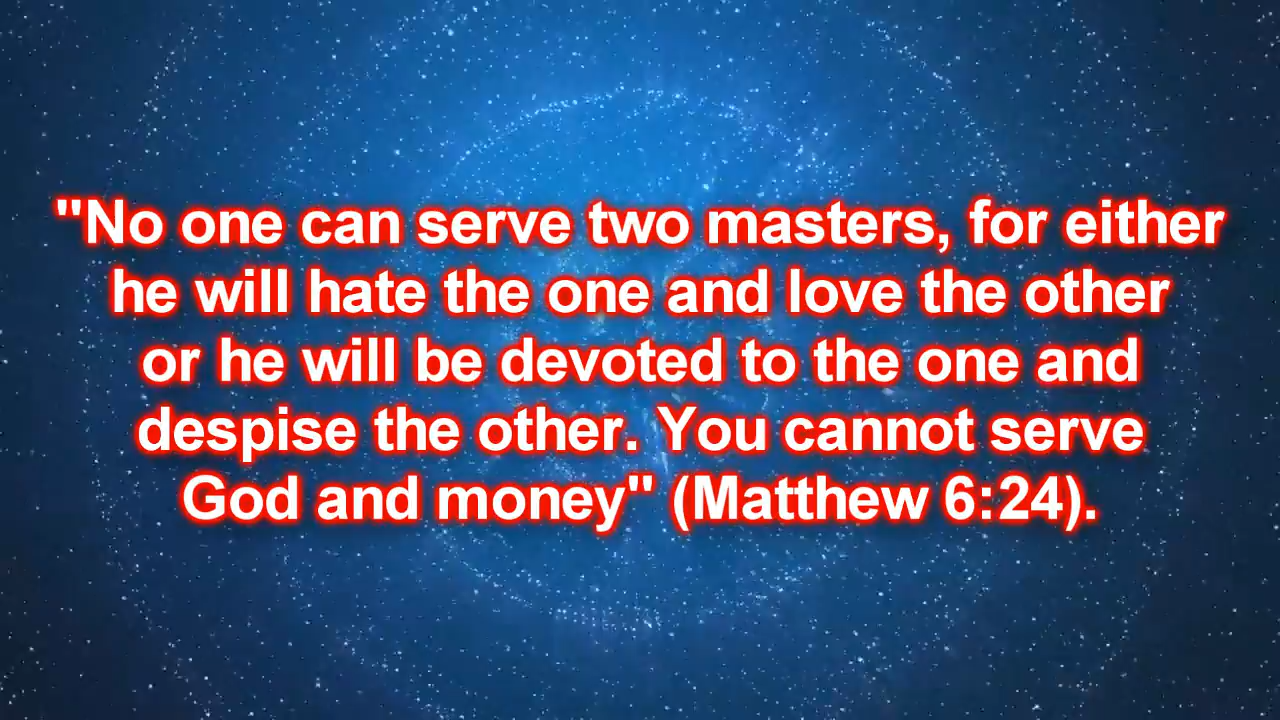 "No one can serve two masters, for either
he will hate the one and love the other
or he will be devoted to the one and
despise the other. You cannot serve
God and money" (Matthew 6:24).